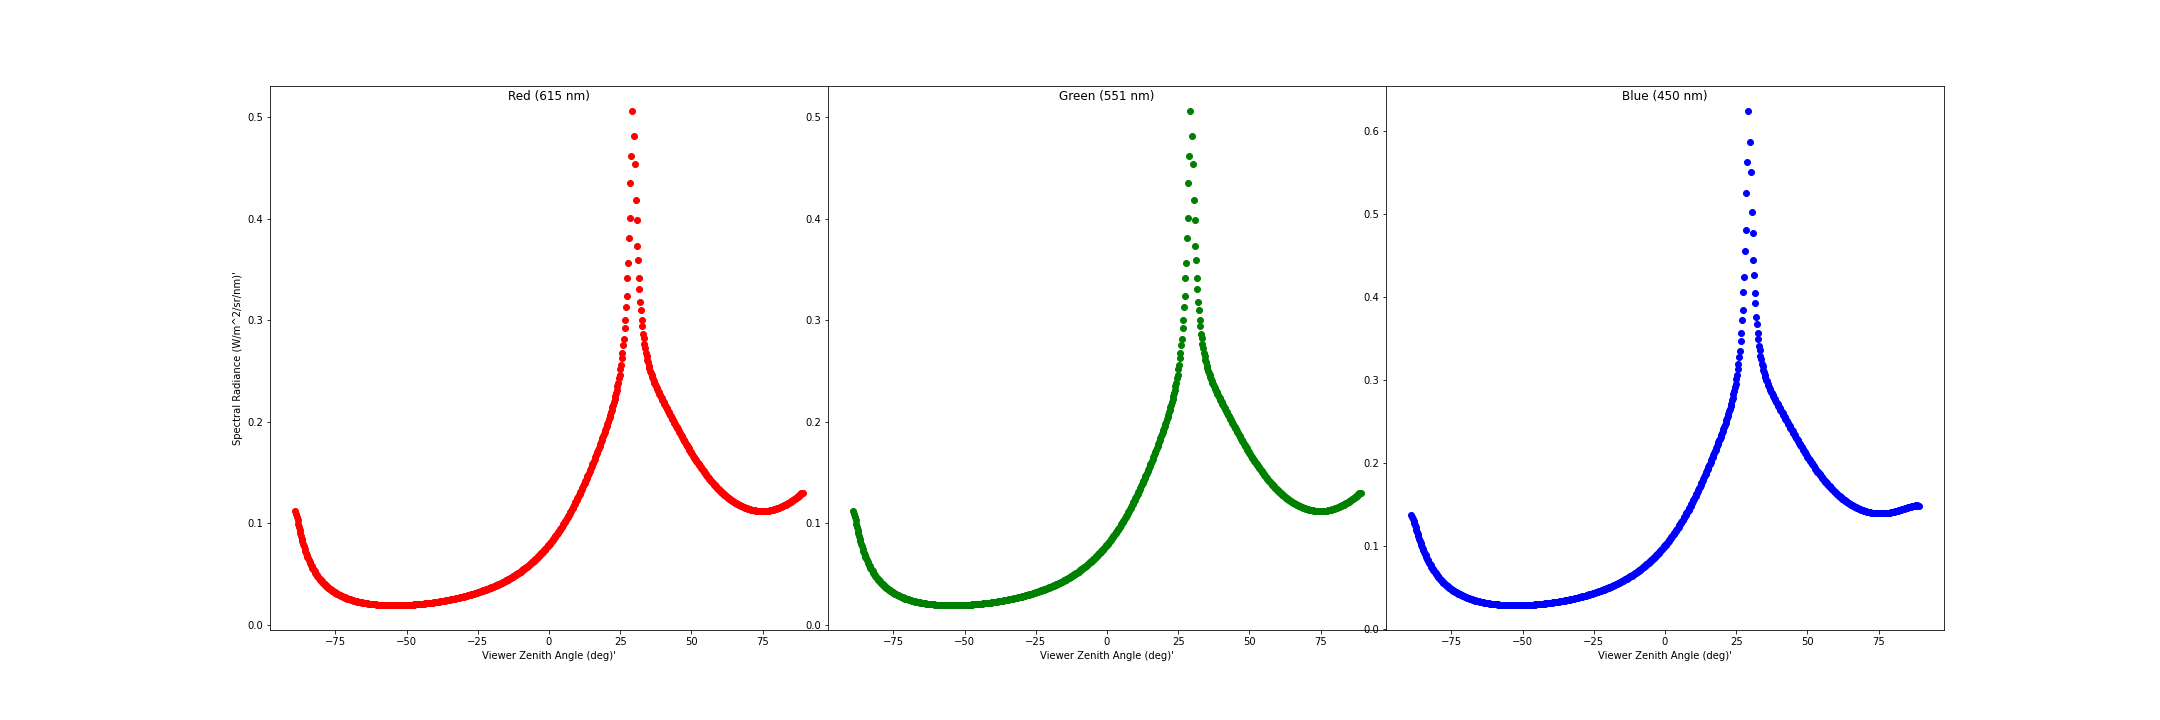 Red (615 nm)
Green (551 nm)
Blue (450 nm)
Spectral Radiance (W/m^2/sr/nm)'
0.5
0.4
0.3
0.2
0.1
0.0
−75 −50 −25 0 25 50 75
Viewer Zenith Angle (deg)'
0.5
0.4
0.3
0.2
0.1
0.0
−75 −50 −25 0 25 50 75
Viewer Zenith Angle (deg)'
0.6
0.5
0.4
0.3
0.2
0.1
0.0
−75 −50 −25 0 25 50 75
Viewer Zenith Angle (deg)'